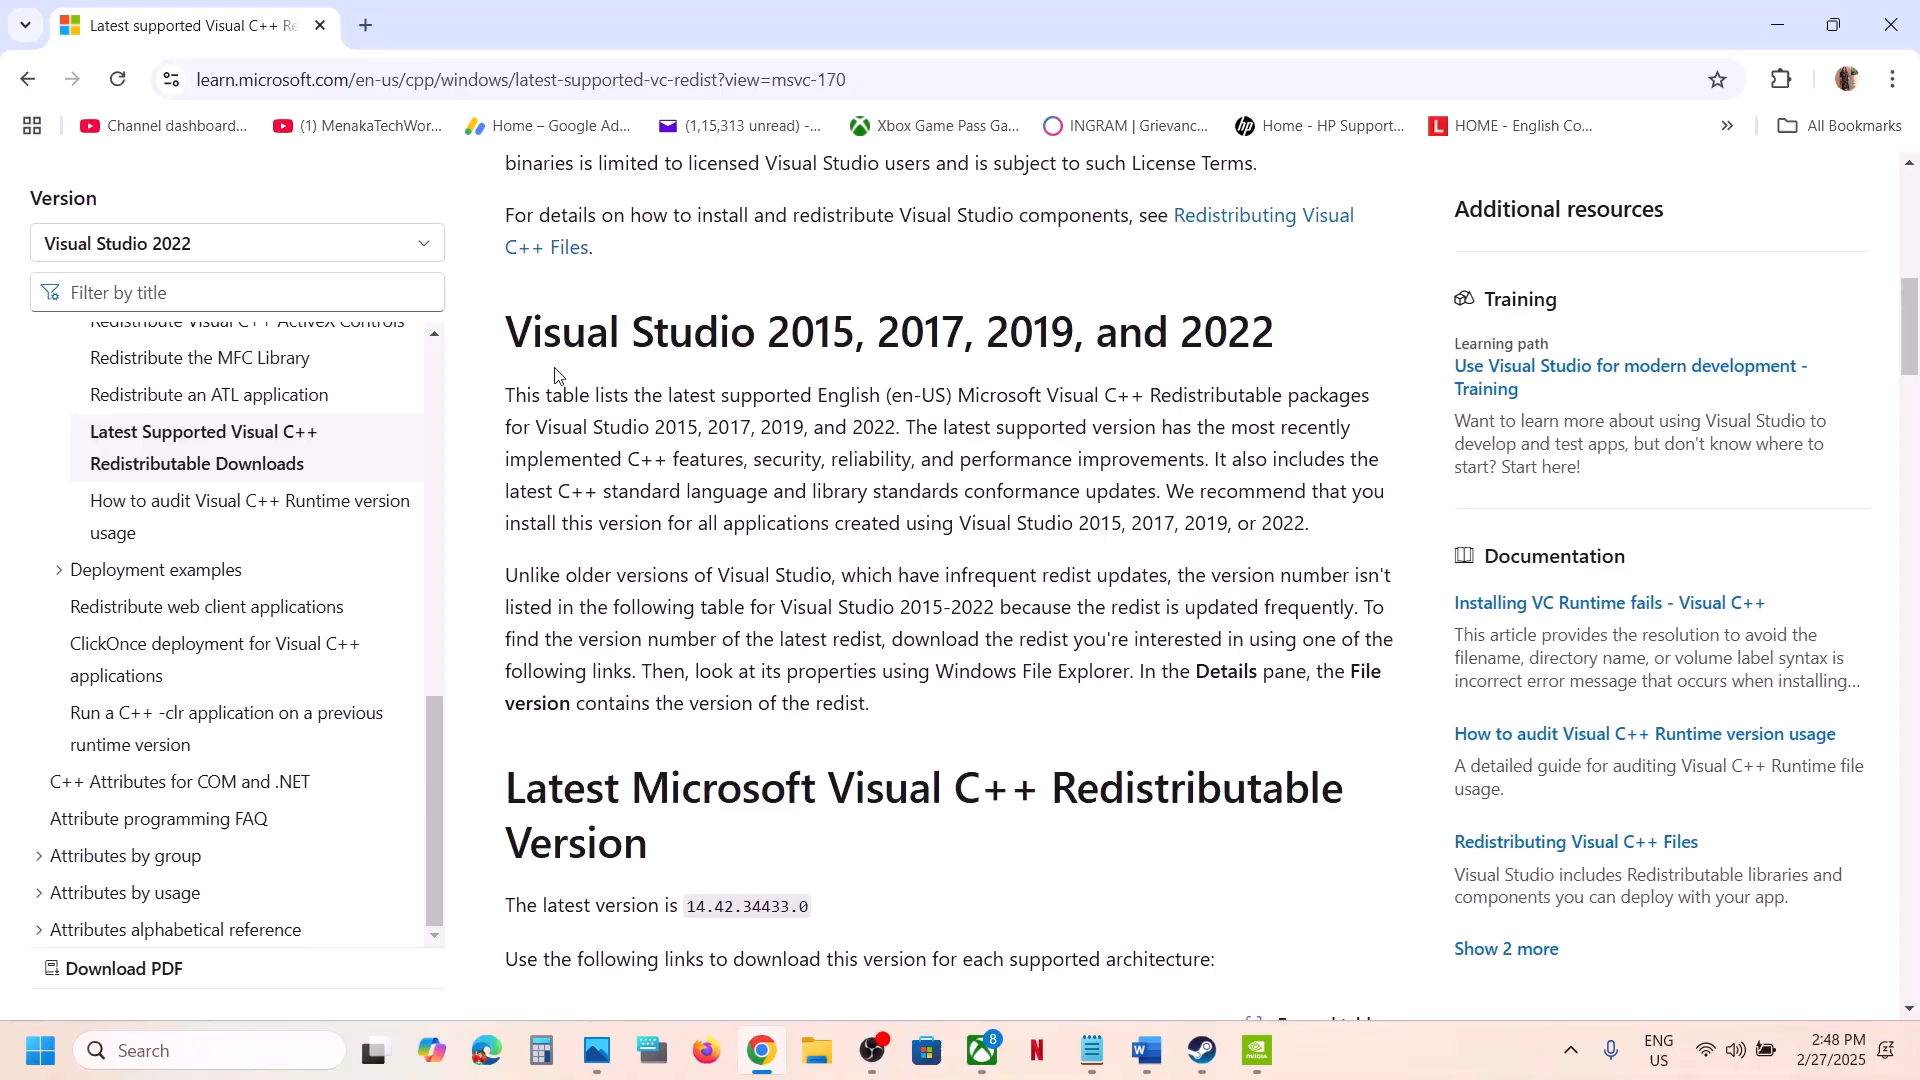 Latest supported Visual C++ Re
learn.microsoft.com/en-us/cpp/windows/latest-supported-vc-redist?view=msvc-170
Channel dashboard...
(1) MenakaTechWor...
Home – Google Ad...
(1,15,313 unread) -...
Xbox Game Pass Ga...
INGRAM | Grievanc...
Home - HP Support...
HOME - English Co...
All Bookmarks
Version
Visual Studio 2022
Filter by title
Redistribute Visual C++ ActiveX Controls
Redistribute the MFC Library
Redistribute an ATL application
Latest Supported Visual C++
Redistributable Downloads
How to audit Visual C++ Runtime version
usage
Deployment examples
Redistribute web client applications
ClickOnce deployment for Visual C++
applications
Run a C++ -clr application on a previous
runtime version
C++ Attributes for COM and .NET
Attribute programming FAQ
Attributes by group
Attributes by usage
Attributes alphabetical reference
Download PDF
binaries is limited to licensed Visual Studio users and is subject to such License Terms.
For details on how to install and redistribute Visual Studio components, see Redistributing Visual
C++ Files.
Visual Studio 2015, 2017, 2019, and 2022
This table lists the latest supported English (en-US) Microsoft Visual C++ Redistributable packages
for Visual Studio 2015, 2017, 2019, and 2022. The latest supported version has the most recently
implemented C++ features, security, reliability, and performance improvements. It also includes the
latest C++ standard language and library standards conformance updates. We recommend that you
install this version for all applications created using Visual Studio 2015, 2017, 2019, or 2022.
Unlike older versions of Visual Studio, which have infrequent redist updates, the version number isn't
listed in the following table for Visual Studio 2015-2022 because the redist is updated frequently. To
find the version number of the latest redist, download the redist you're interested in using one of the
following links. Then, look at its properties using Windows File Explorer. In the Details pane, the File
version contains the version of the redist.
Latest Microsoft Visual C++ Redistributable
Version
The latest version is 14.42.34433.0
Use the following links to download this version for each supported architecture:
Additional resources
Training
Learning path
Use Visual Studio for modern development -
Training
Want to learn more about using Visual Studio to
develop and test apps, but don't know where to
start? Start here!
Documentation
Installing VC Runtime fails - Visual C++
This article provides the resolution to avoid the
filename, directory name, or volume label syntax is
incorrect error message that occurs when installing...
How to audit Visual C++ Runtime version usage
A detailed guide for auditing Visual C++ Runtime file
usage.
Redistributing Visual C++ Files
Visual Studio includes Redistributable libraries and
components you can deploy with your app.
Show 2 more
Search
8
ENG
US
2:48 PM
2/27/2025